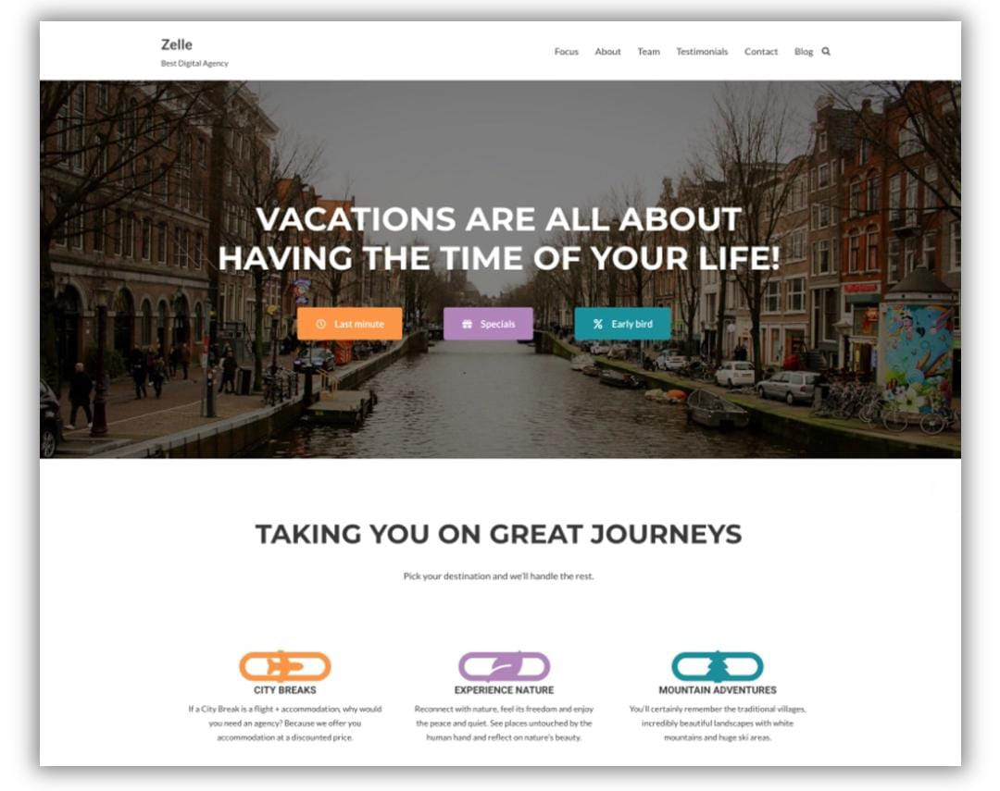 Zelle
Best Digital Agency
Focus About Team Testimonials Contact Blog
VACATIONS ARE ALL ABOUT
HAVING THE TIME OF YOUR LIFE!
Last minute
Specials
Early bird
TAKING YOU ON GREAT JOURNEYS
Pick your destination and we'll handle the rest.
CITY BREAKS
If a City Break is a flight + accommodation, why would
you need an agency? Because we offer you
accommodation at a discounted price.
EXPERIENCE NATURE
Reconnect with nature, feel its freedom and enjoy
the peace and quiet. See places untouched by the
human hand and reflect on nature's beauty.
MOUNTAIN ADVENTURES
You'll certainly remember the traditional villages,
incredibly beautiful landscapes with white
mountains and huge ski areas.